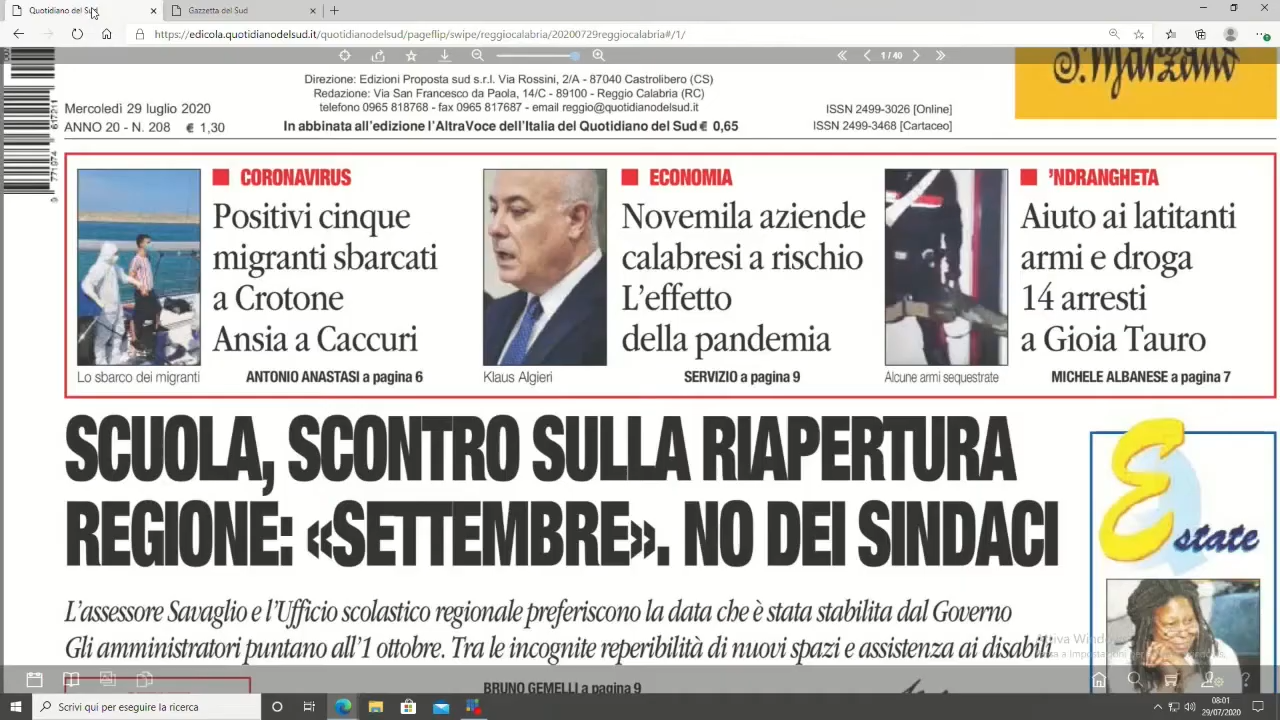 Quotidiano del Sud
Gazzetta del Sud
https://edicola.quotidianodelsud.it/quotidianodelsud/pageflip/swipe/reggiocalabria/20200729reggiocalabria#/1/
1 / 40
S. Marzano
Direzione: Edizioni Proposta sud s.r.l. Via Rossini, 2/A - 87040 Castrolibero (CS)
Redazione: Via San Francesco da Paola, 14/C - 89100 - Reggio Calabria (RC)
telefono 0965 818768 - fax 0965 817687 - email reggio@quotidianodelsud.it
In abbinata all'edizione l'AltraVoce dell'Italia del Quotidiano del Sud € 0,65
Mercoledì 29 luglio 2020
ANNO 20 - N. 208 € 1,30
ISSN 2499-3026 [Online]
ISSN 2499-3468 [Cartaceo]
9 771974 617211
CORONAVIRUS
Positivi cinque
migranti sbarcati
a Crotone
Ansia a Caccuri
Lo sbarco dei migranti
ANTONIO ANASTASI a pagina 6
ECONOMIA
Novemila aziende
calabresi a rischio
L'effetto
della pandemia
Klaus Algieri
SERVIZIO a pagina 9
'NDRANGHETA
Aiuto ai latitanti
armi e droga
14 arresti
a Gioia Tauro
Alcune armi sequestrate
MICHELE ALBANESE a pagina 7
SCUOLA, SCONTRO SULLA RIAPERTURA
REGIONE: «SETTEMBRE». NO DEI SINDACI
L'assessore Savaglio e l'Ufficio scolastico regionale preferiscono la data che è stata stabilita dal Governo
Gli amministratori puntano all'1 ottobre. Tra le incognite reperibilità di nuovi spazi e assistenza ai disabili
BRUNO GEMELLI a pagina 9
Estate
Scrivi qui per eseguire la ricerca
08:01
29/07/2020